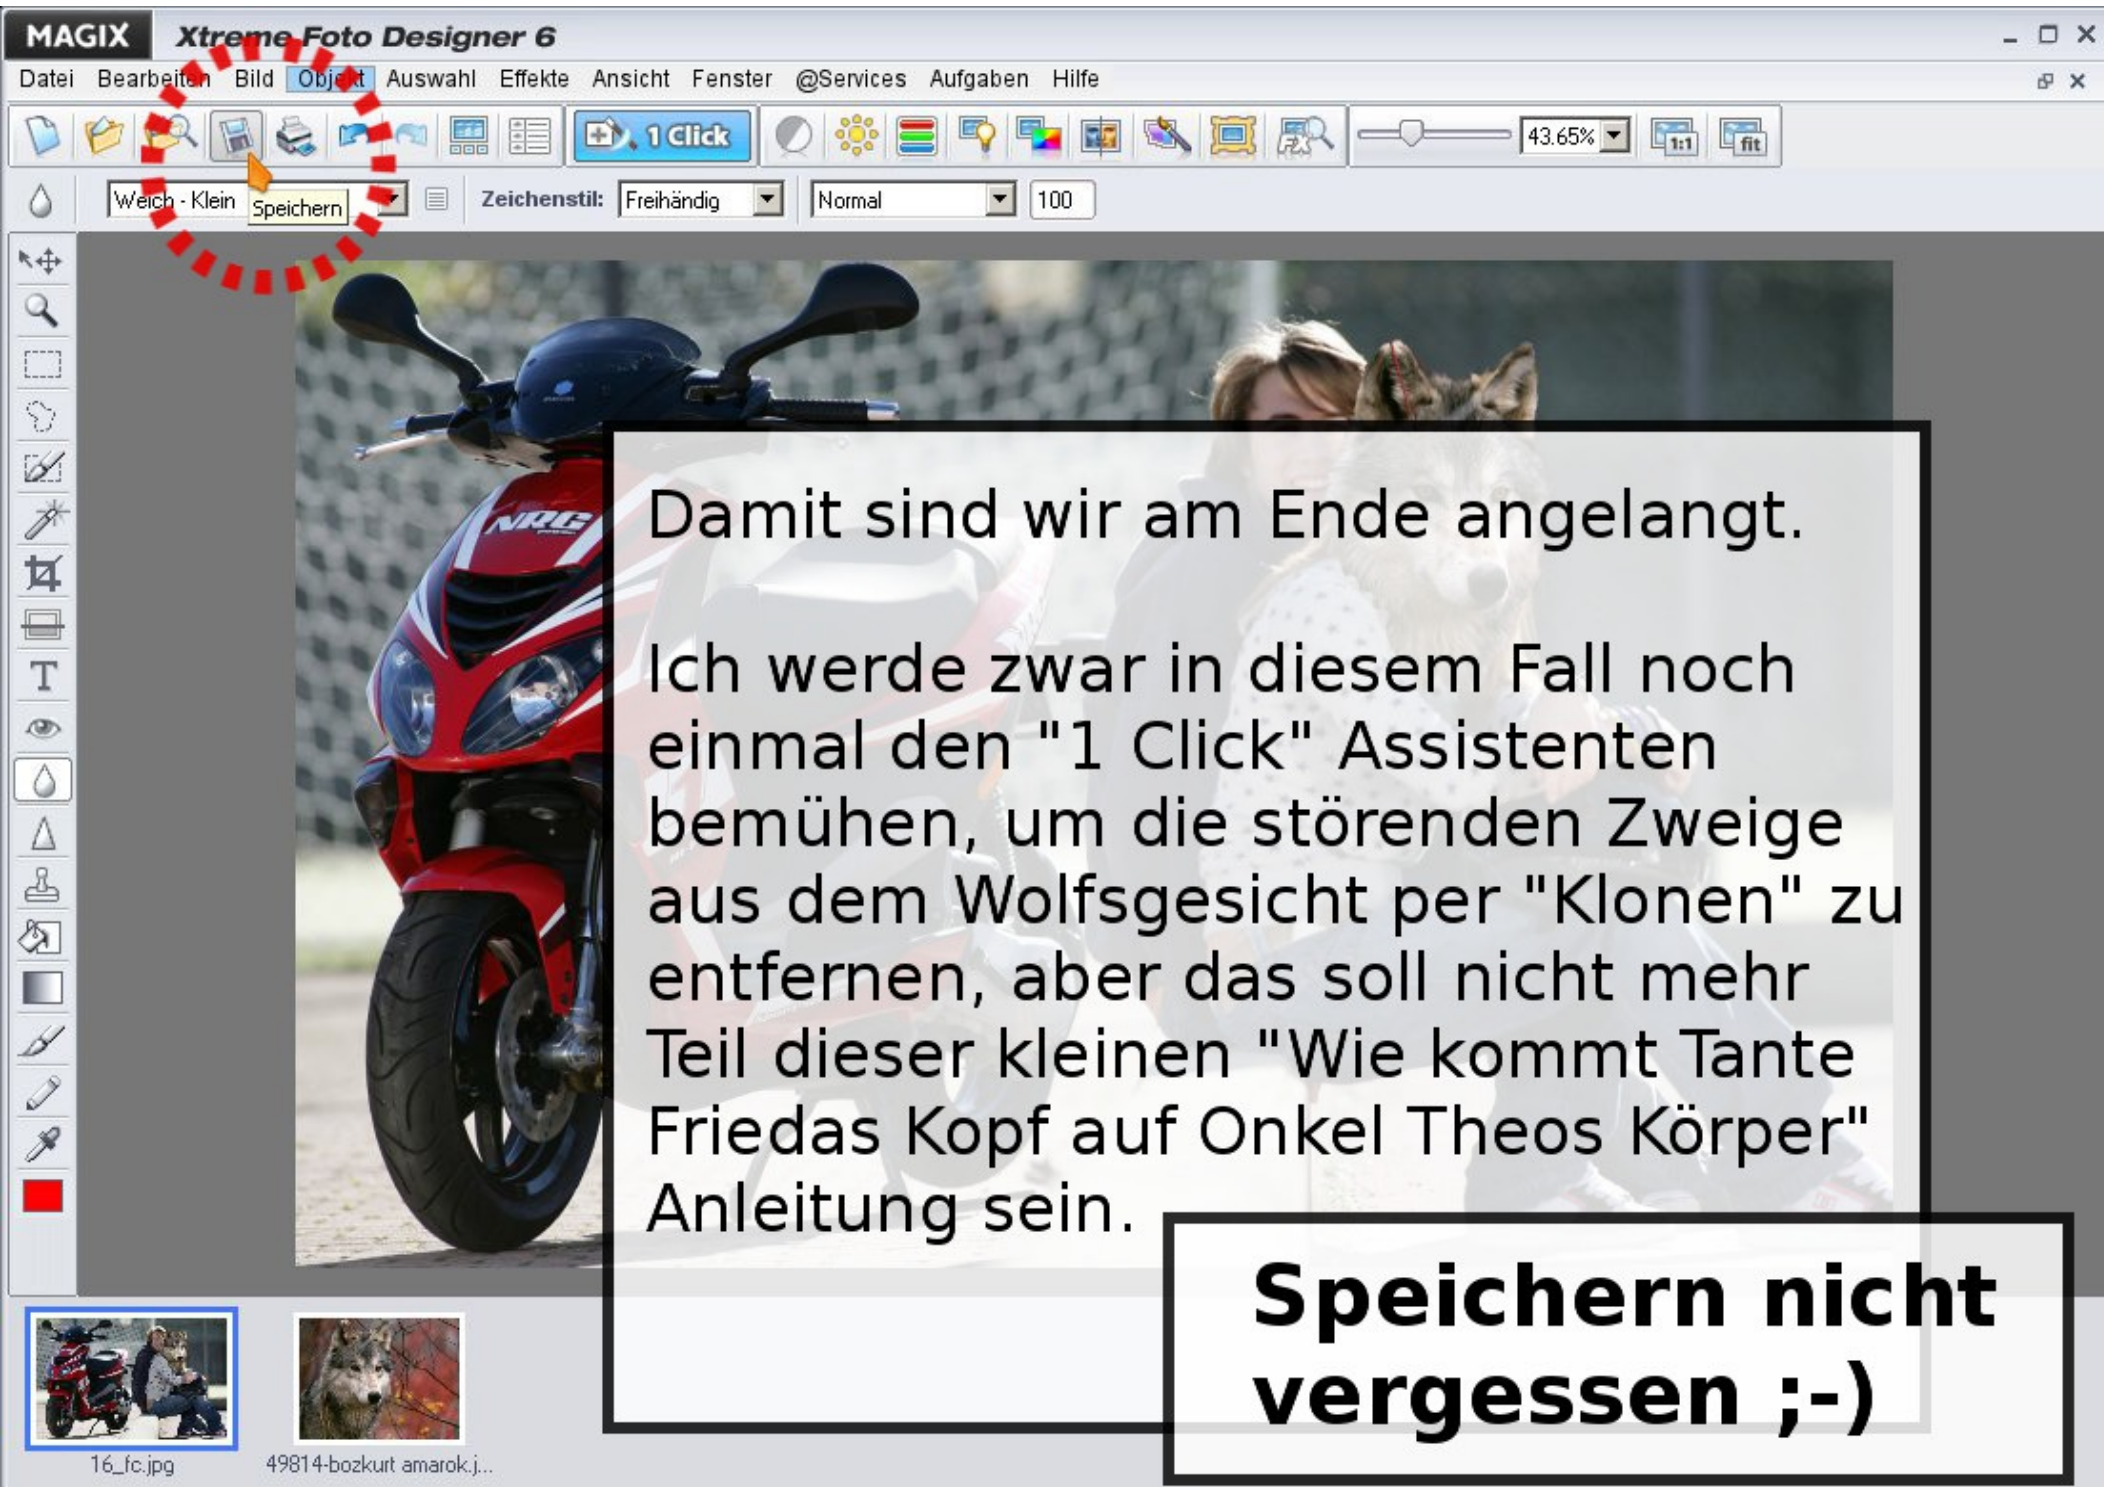 MAGIX Xtreme Foto Designer 6
Datei Bearbeiten Bild Objekt Auswahl Effekte Ansicht Fenster @Services Aufgaben Hilfe
1 Click 43.65% 1:1 fit
Weich - Klein Speichern Zeichenstil: Freihändig Normal 100
NRG
Damit sind wir am Ende angelangt.
Ich werde zwar in diesem Fall noch
einmal den "1 Click" Assistenten
bemühen, um die störenden Zweige
aus dem Wolfsgesicht per "Klonen" zu
entfernen, aber das soll nicht mehr
Teil dieser kleinen "Wie kommt Tante
Friedas Kopf auf Onkel Theos Körper"
Anleitung sein.
Speichern nicht
vergessen ;-)
16_fc.jpg 49814-bozkurt amarok.j...